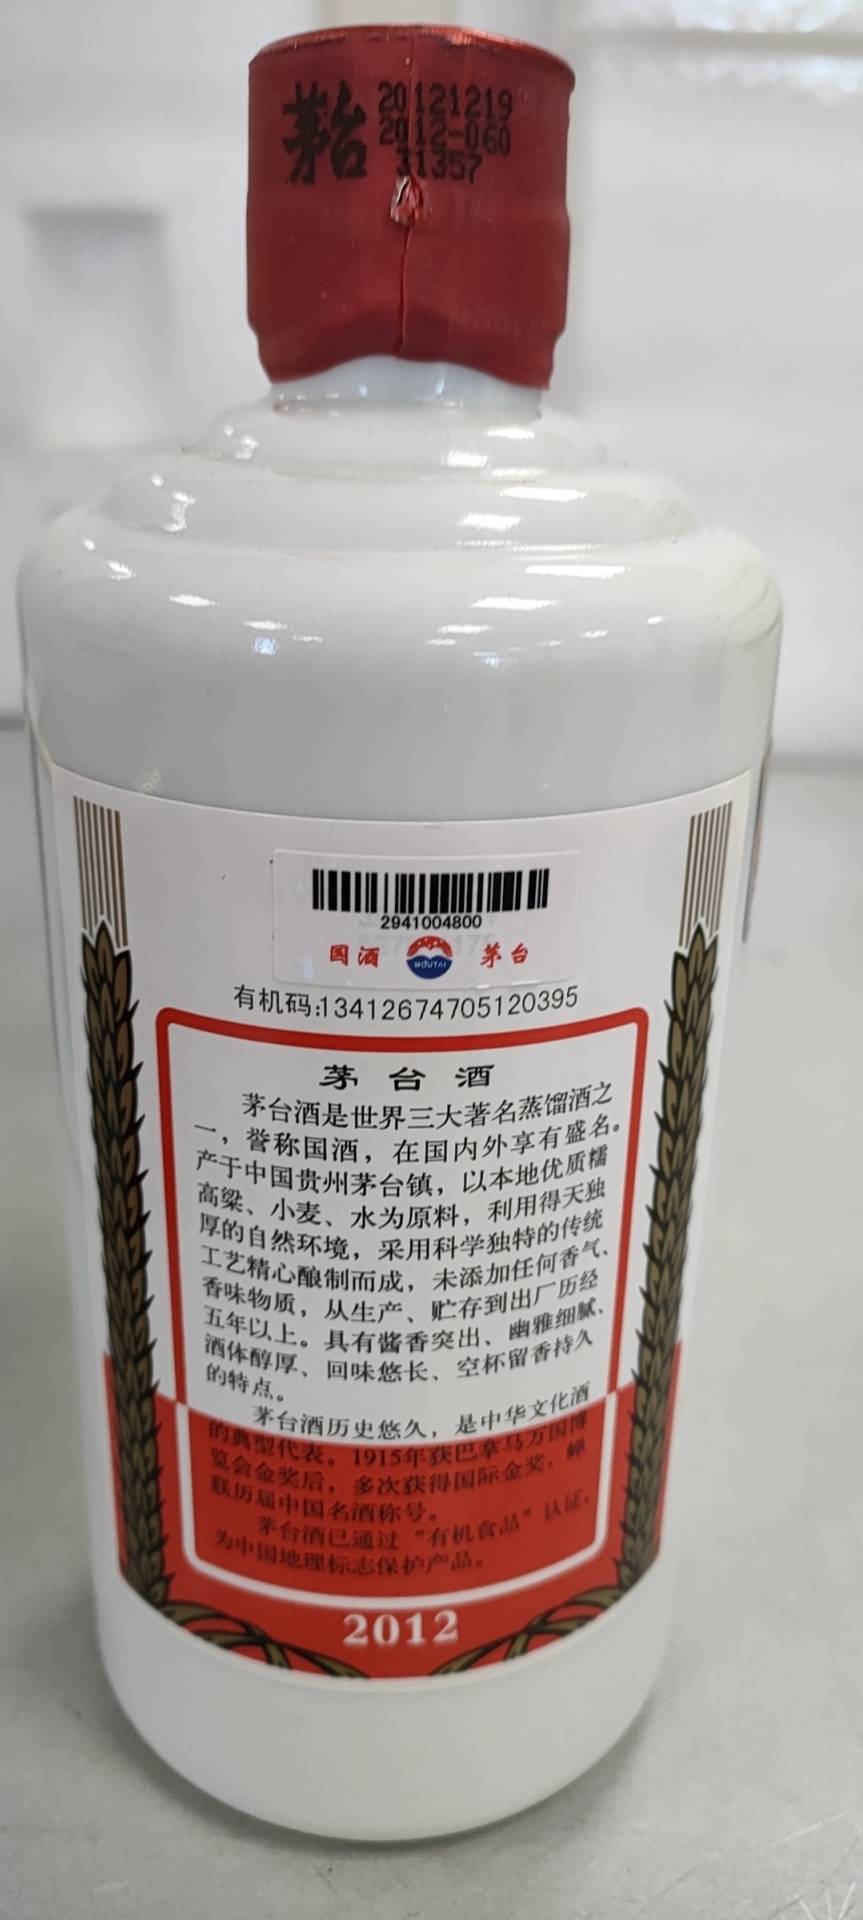 茅台
20121219
2012-060
31357
2941004800
国酒 MOUTAI 茅台
有机码:13412674705120395
茅台酒
茅台酒是世界三大著名蒸馏酒之
一，誉称国酒，在国内外享有盛名。
产于中国贵州茅台镇，以本地优质糯
高粱、小麦、水为原料，利用得天独
厚的自然环境，采用科学独特的传统
工艺精心酿制而成，未添加任何香气、
香味物质，从生产、贮存到出厂历经
五年以上。具有酱香突出、幽雅细腻、
酒体醇厚、回味悠长、空杯留香持久
的特点。
茅台酒历史悠久，是中华文化酒
的典型代表。1915年获巴拿马万国博
览会金奖后，多次获得国际金奖，蝉
联历届中国名酒称号。
茅台酒已通过“有机食品”认证，
为中国地理标志保护产品。
2012